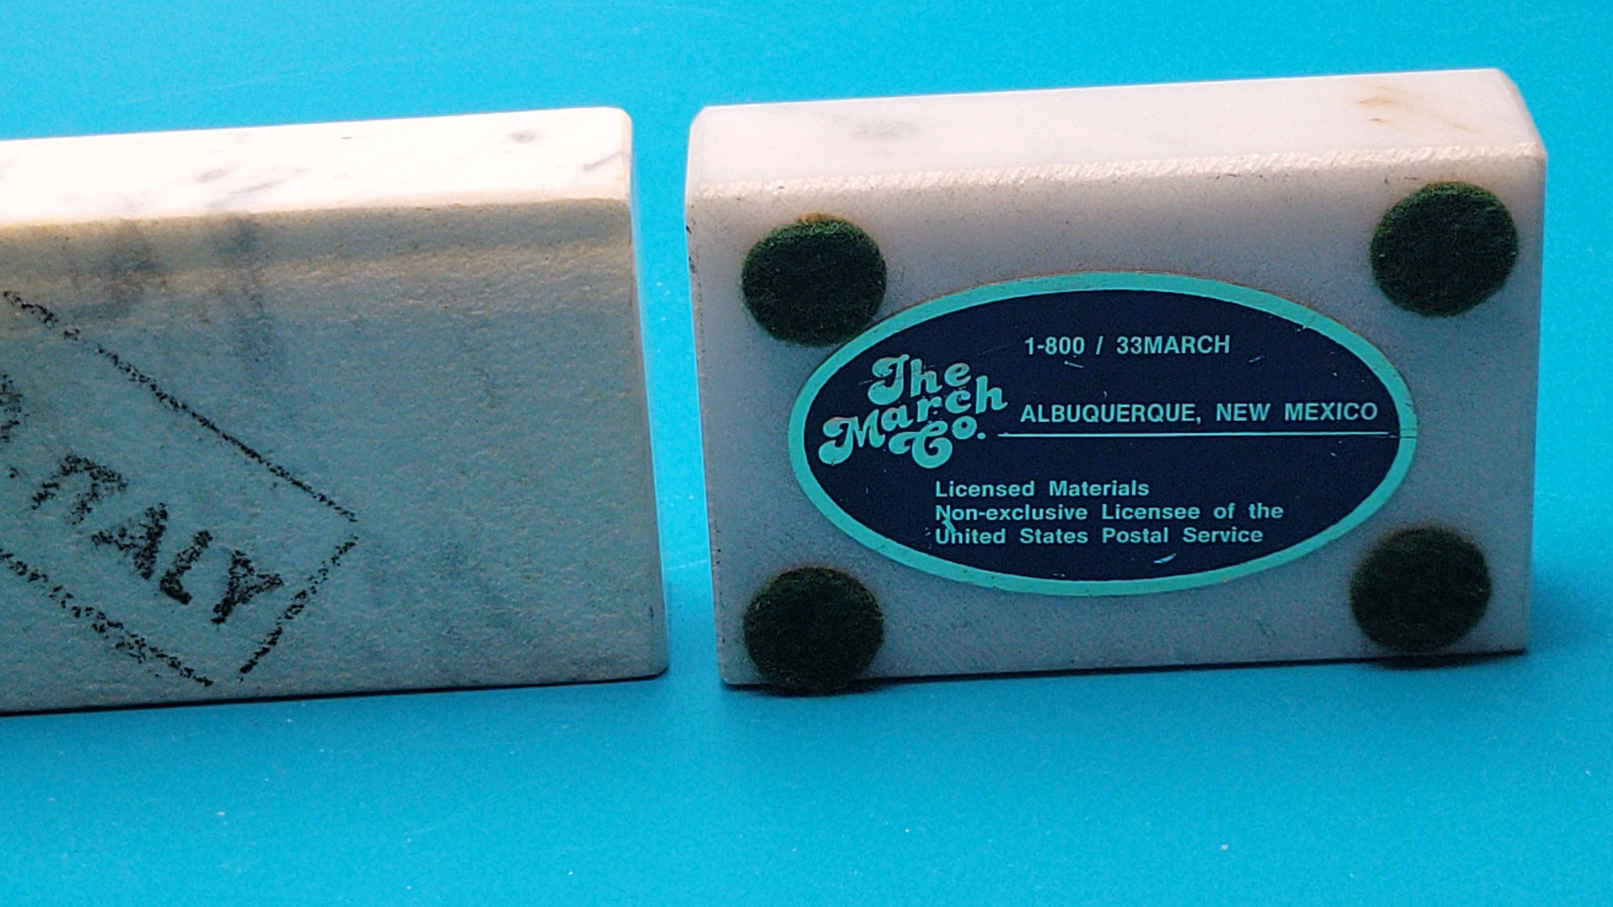 ITALY
The
March
Co.
1-800 / 33MARCH
ALBUQUERQUE, NEW MEXICO
Licensed Materials
Non-exclusive Licensee of the
United States Postal Service